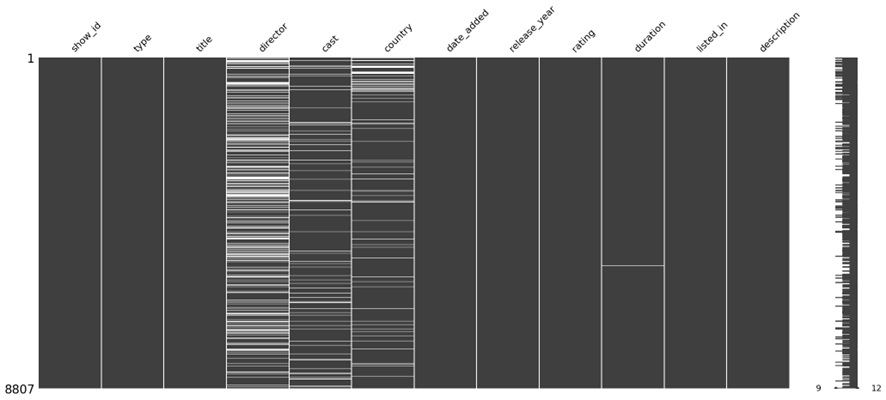 show_id type title director cast country date_added release_year rating duration listed_in description
1
8807
9 12